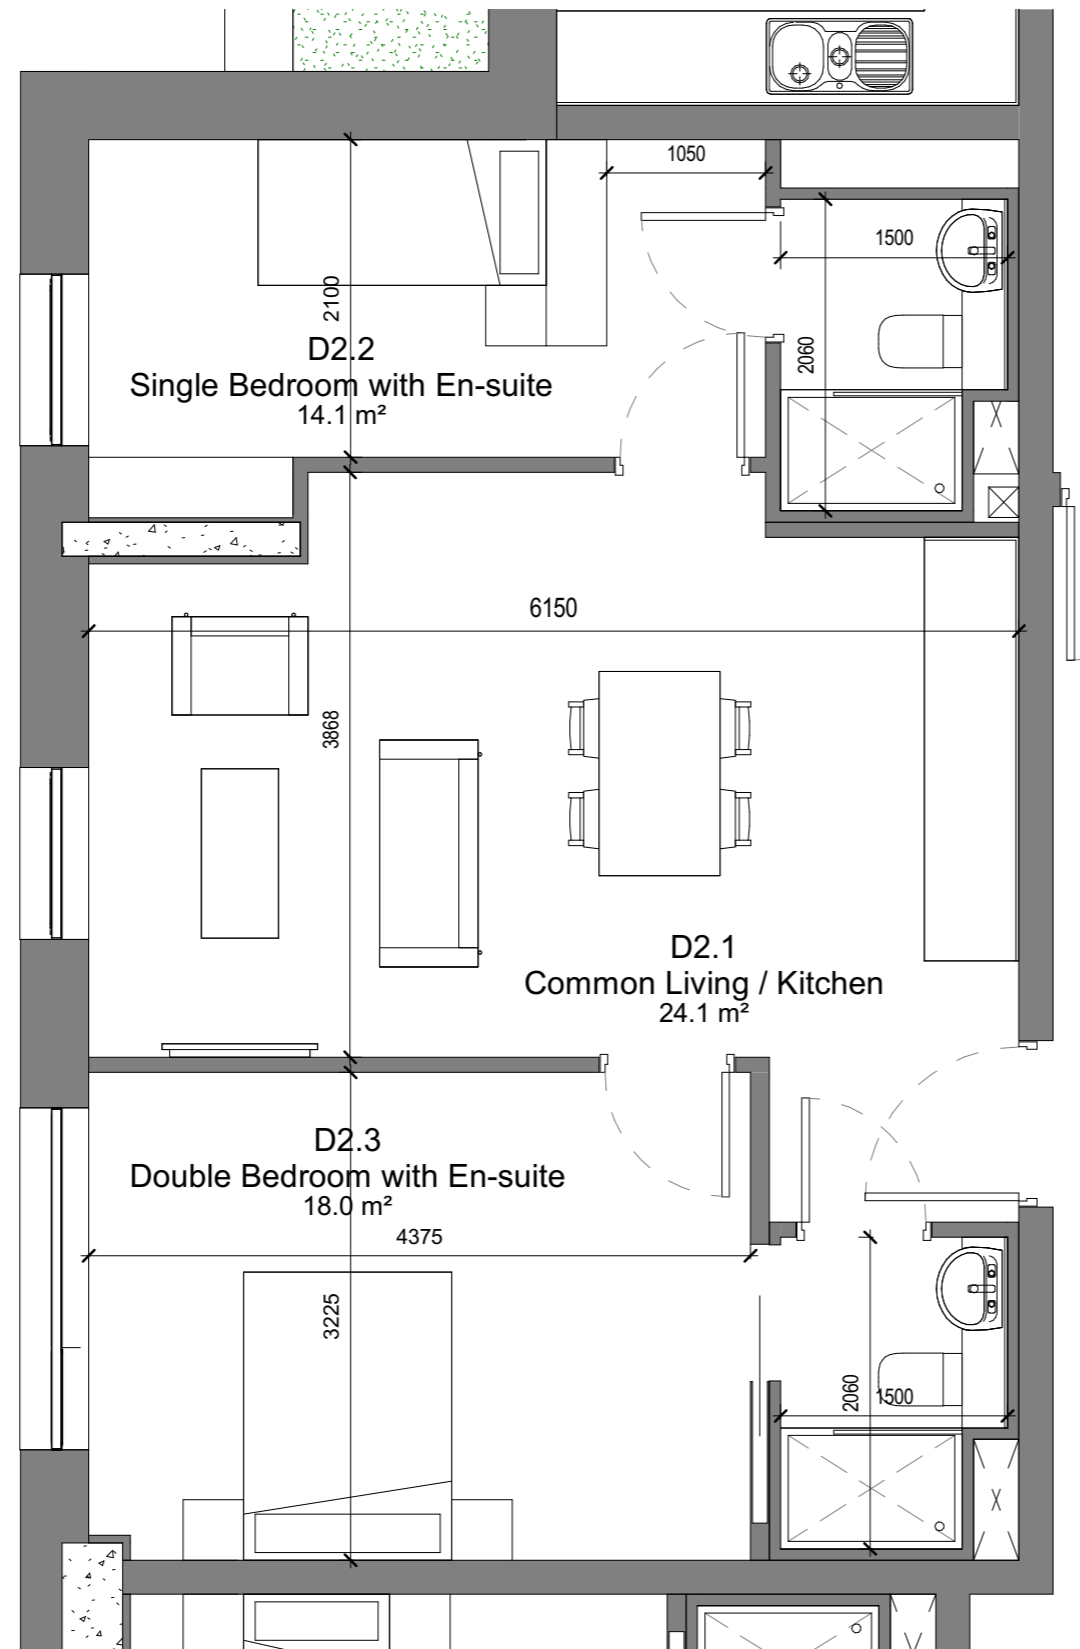 1050
1500
2100
2060
D2.2
Single Bedroom with En-suite
14.1 m²
6150
3868
D2.1
Common Living / Kitchen
24.1 m²
D2.3
Double Bedroom with En-suite
18.0 m²
4375
3225
2060
1500